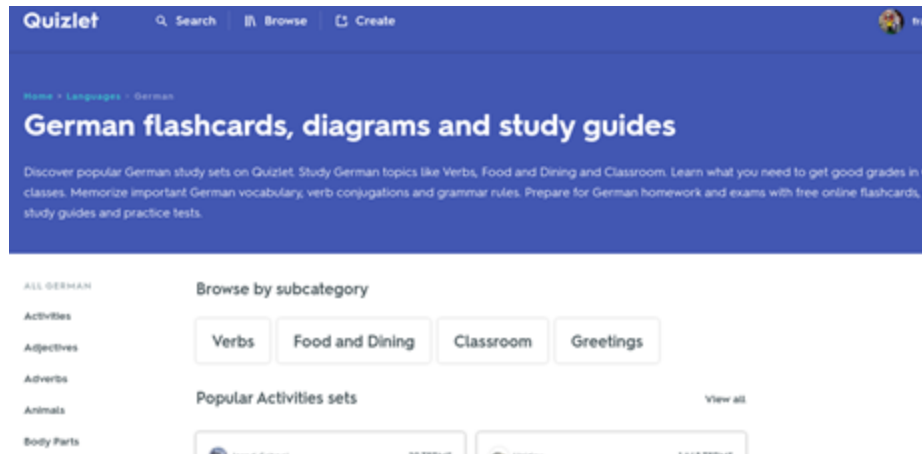 Quizlet Search Browse Create
Home > Languages > German
German flashcards, diagrams and study guides
Discover popular German study sets on Quizlet. Study German topics like Verbs, Food and Dining and Classroom. Learn what you need to get good grades in
classes. Memorize important German vocabulary, verb conjugations and grammar rules. Prepare for German homework and exams with free online flashcards,
study guides and practice tests.
ALL GERMAN
Activities
Adjectives
Adverbs
Animals
Body Parts
Browse by subcategory
Verbs Food and Dining Classroom Greetings
Popular Activities sets View all